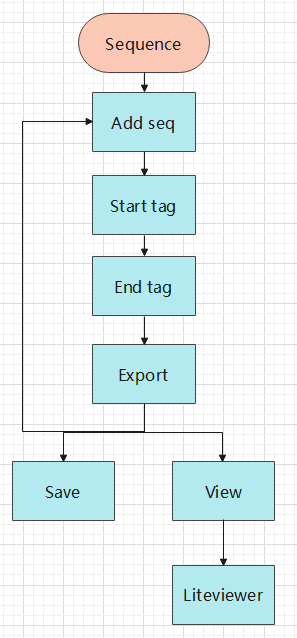 Sequence
Add seq
Start tag
End tag
Export
Save
View
Liteviewer